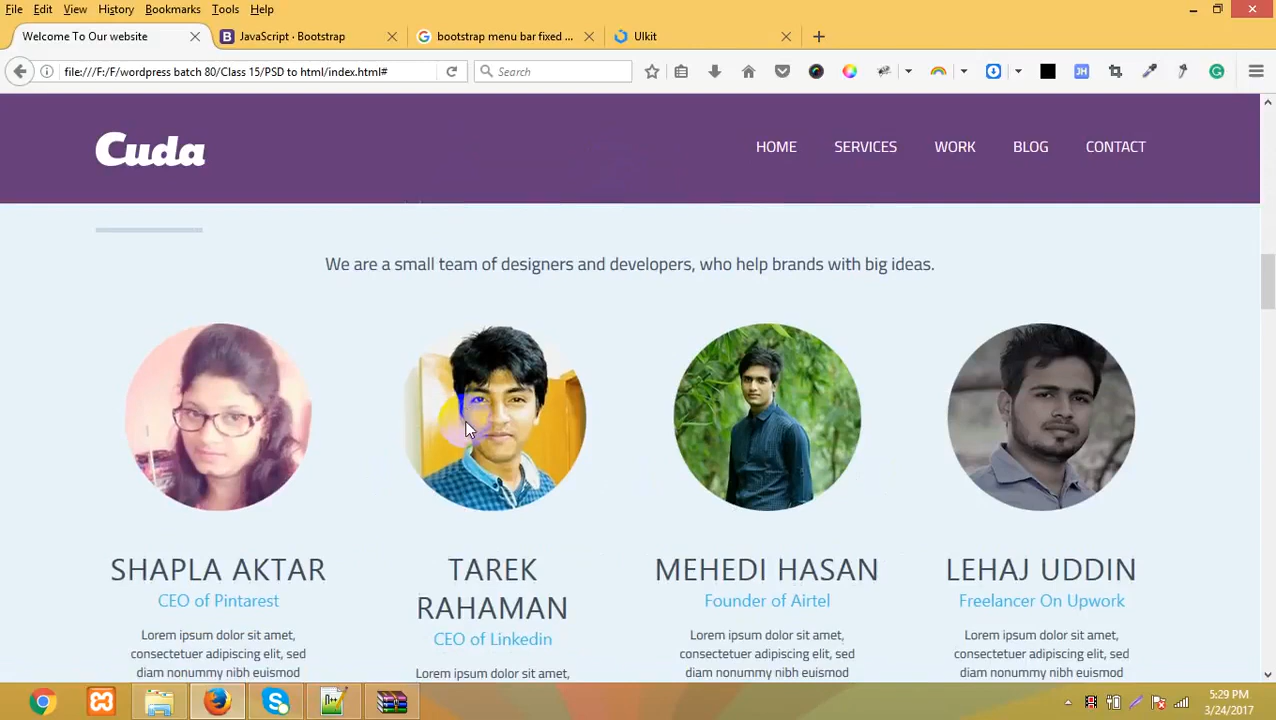 File Edit View History Bookmarks Tools Help
Welcome To Our website JavaScript · Bootstrap bootstrap menu bar fixed ... UIkit
file:///F:/F/wordpress batch 80/Class 15/PSD to html/index.html# Search
JH
Cuda HOME SERVICES WORK BLOG CONTACT
We are a small team of designers and developers, who help brands with big ideas.
SHAPLA AKTAR
CEO of Pintarest
Lorem ipsum dolor sit amet,
consectetuer adipiscing elit, sed
diam nonummy nibh euismod
TAREK
RAHAMAN
CEO of Linkedin
Lorem ipsum dolor sit amet,
MEHEDI HASAN
Founder of Airtel
Lorem ipsum dolor sit amet,
consectetuer adipiscing elit, sed
diam nonummy nibh euismod
LEHAJ UDDIN
Freelancer On Upwork
Lorem ipsum dolor sit amet,
consectetuer adipiscing elit, sed
diam nonummy nibh euismod
5:29 PM
3/24/2017